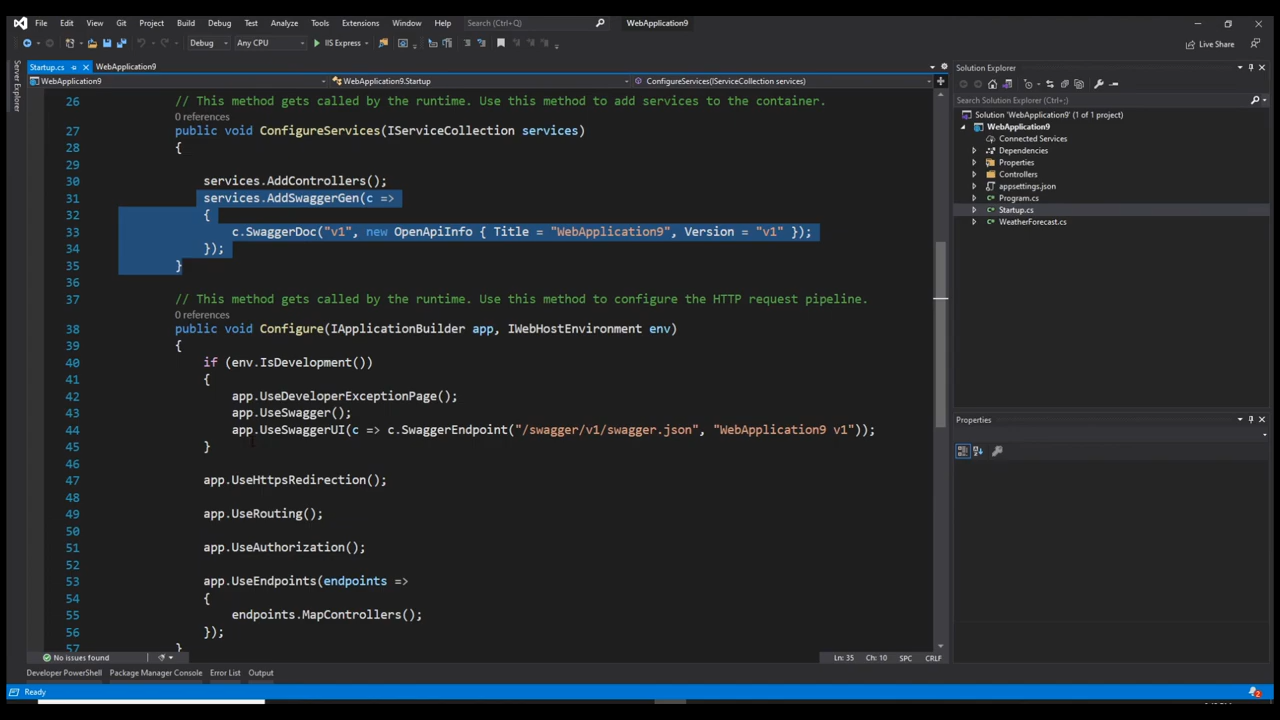 File Edit View Git Project Build Debug Test Analyze Tools Extensions Window Help Search (Ctrl+Q) WebApplication9
Debug Any CPU IIS Express Live Share
Startup.cs WebApplication9
WebApplication9 WebApplication9.Startup ConfigureServices(IServiceCollection services)
Server Explorer
26 // This method gets called by the runtime. Use this method to add services to the container.
0 references
27 public void ConfigureServices(IServiceCollection services)
28 {
29
30 services.AddControllers();
31 services.AddSwaggerGen(c =>
32 {
33 c.SwaggerDoc("v1", new OpenApiInfo { Title = "WebApplication9", Version = "v1" });
34 });
35 }
36
37 // This method gets called by the runtime. Use this method to configure the HTTP request pipeline.
0 references
38 public void Configure(IApplicationBuilder app, IWebHostEnvironment env)
39 {
40 if (env.IsDevelopment())
41 {
42 app.UseDeveloperExceptionPage();
43 app.UseSwagger();
44 app.UseSwaggerUI(c => c.SwaggerEndpoint("/swagger/v1/swagger.json", "WebApplication9 v1"));
45 }
46
47 app.UseHttpsRedirection();
48
49 app.UseRouting();
50
51 app.UseAuthorization();
52
53 app.UseEndpoints(endpoints =>
54 {
55 endpoints.MapControllers();
56 });
57 }
No issues found Ln: 35 Ch: 10 SPC CRLF
Developer PowerShell Package Manager Console Error List Output
Ready
2
Solution Explorer
Search Solution Explorer (Ctrl+;)
Solution 'WebApplication9' (1 of 1 project)
WebApplication9
Connected Services
Dependencies
Properties
Controllers
appsettings.json
Program.cs
Startup.cs
WeatherForecast.cs
Properties